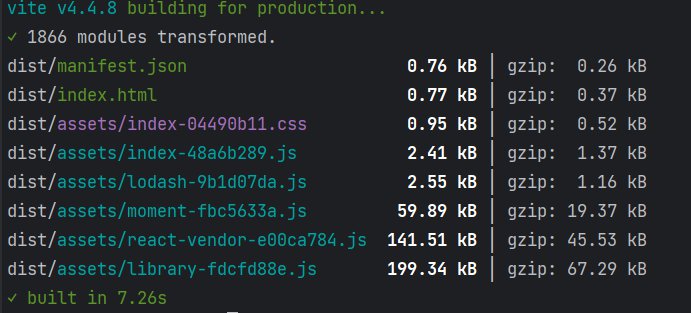 vite v4.4.8 building for production...
✓ 1866 modules transformed.
dist/manifest.json 0.76 kB │ gzip: 0.26 kB
dist/index.html 0.77 kB │ gzip: 0.37 kB
dist/assets/index-04490b11.css 0.95 kB │ gzip: 0.52 kB
dist/assets/index-48a6b289.js 2.41 kB │ gzip: 1.37 kB
dist/assets/lodash-9b1d07da.js 2.55 kB │ gzip: 1.16 kB
dist/assets/moment-fbc5633a.js 59.89 kB │ gzip: 19.37 kB
dist/assets/react-vendor-e00ca784.js 141.51 kB │ gzip: 45.53 kB
dist/assets/library-fdcfd88e.js 199.34 kB │ gzip: 67.29 kB
✓ built in 7.26s